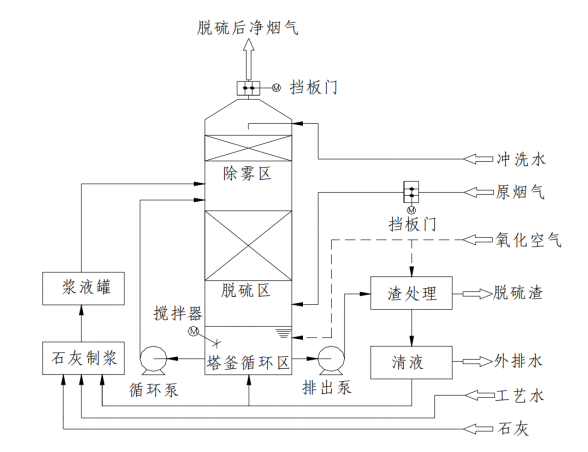 脱硫后净烟气
M
挡板门
冲洗水
除雾区
原烟气
M
挡板门
氧化空气
浆液罐
脱硫区
渣处理
脱硫渣
搅拌器
M
石灰制浆
循环泵
塔釜循环区
排出泵
清液
外排水
工艺水
石灰